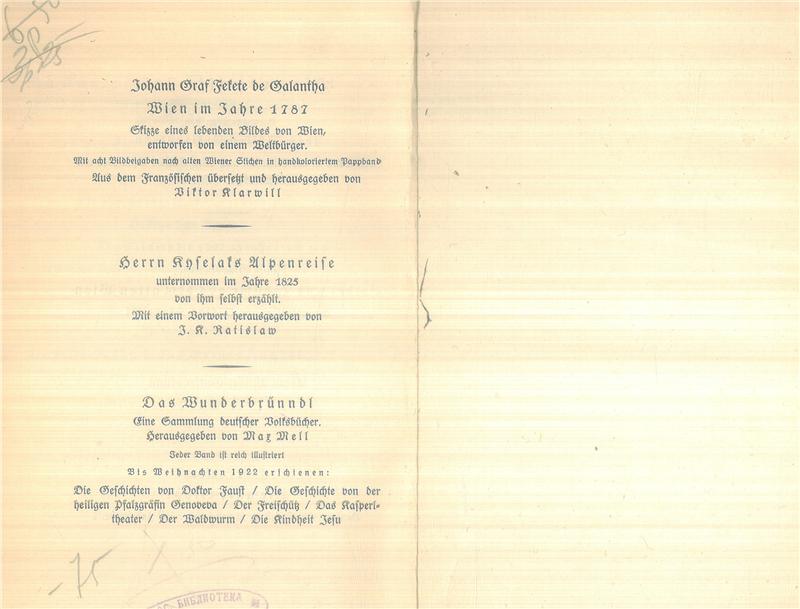 Johann Graf Fekete de Galantha
Wien im Jahre 1787
Skizze eines lebenden Bildes von Wien,
entworfen von einem Weltbürger.
Mit acht Bildbeigaben nach alten Wiener Stichen in handkoloriertem Pappband
Aus dem Französischen übersetzt und herausgegeben von
Viktor Klarwill
Herrn Kyselaks Alpenreise
unternommen im Jahre 1825
von ihm selbst erzählt.
Mit einem Vorwort herausgegeben von
J. K. Ratislaw
Das Wunderbrünndl
Eine Sammlung deutscher Volksbücher.
Herausgegeben von Max Mell
Jeder Band ist reich illustriert
Bis Weihnachten 1922 erschienen:
Die Geschichten von Doktor Faust / Die Geschichte von der
heiligen Pfalzgräfin Genoveva / Der Freischütz / Das Kasperl-
theater / Der Waldwurm / Die Kindheit Jesu
-75
БИБЛИОТЕКА